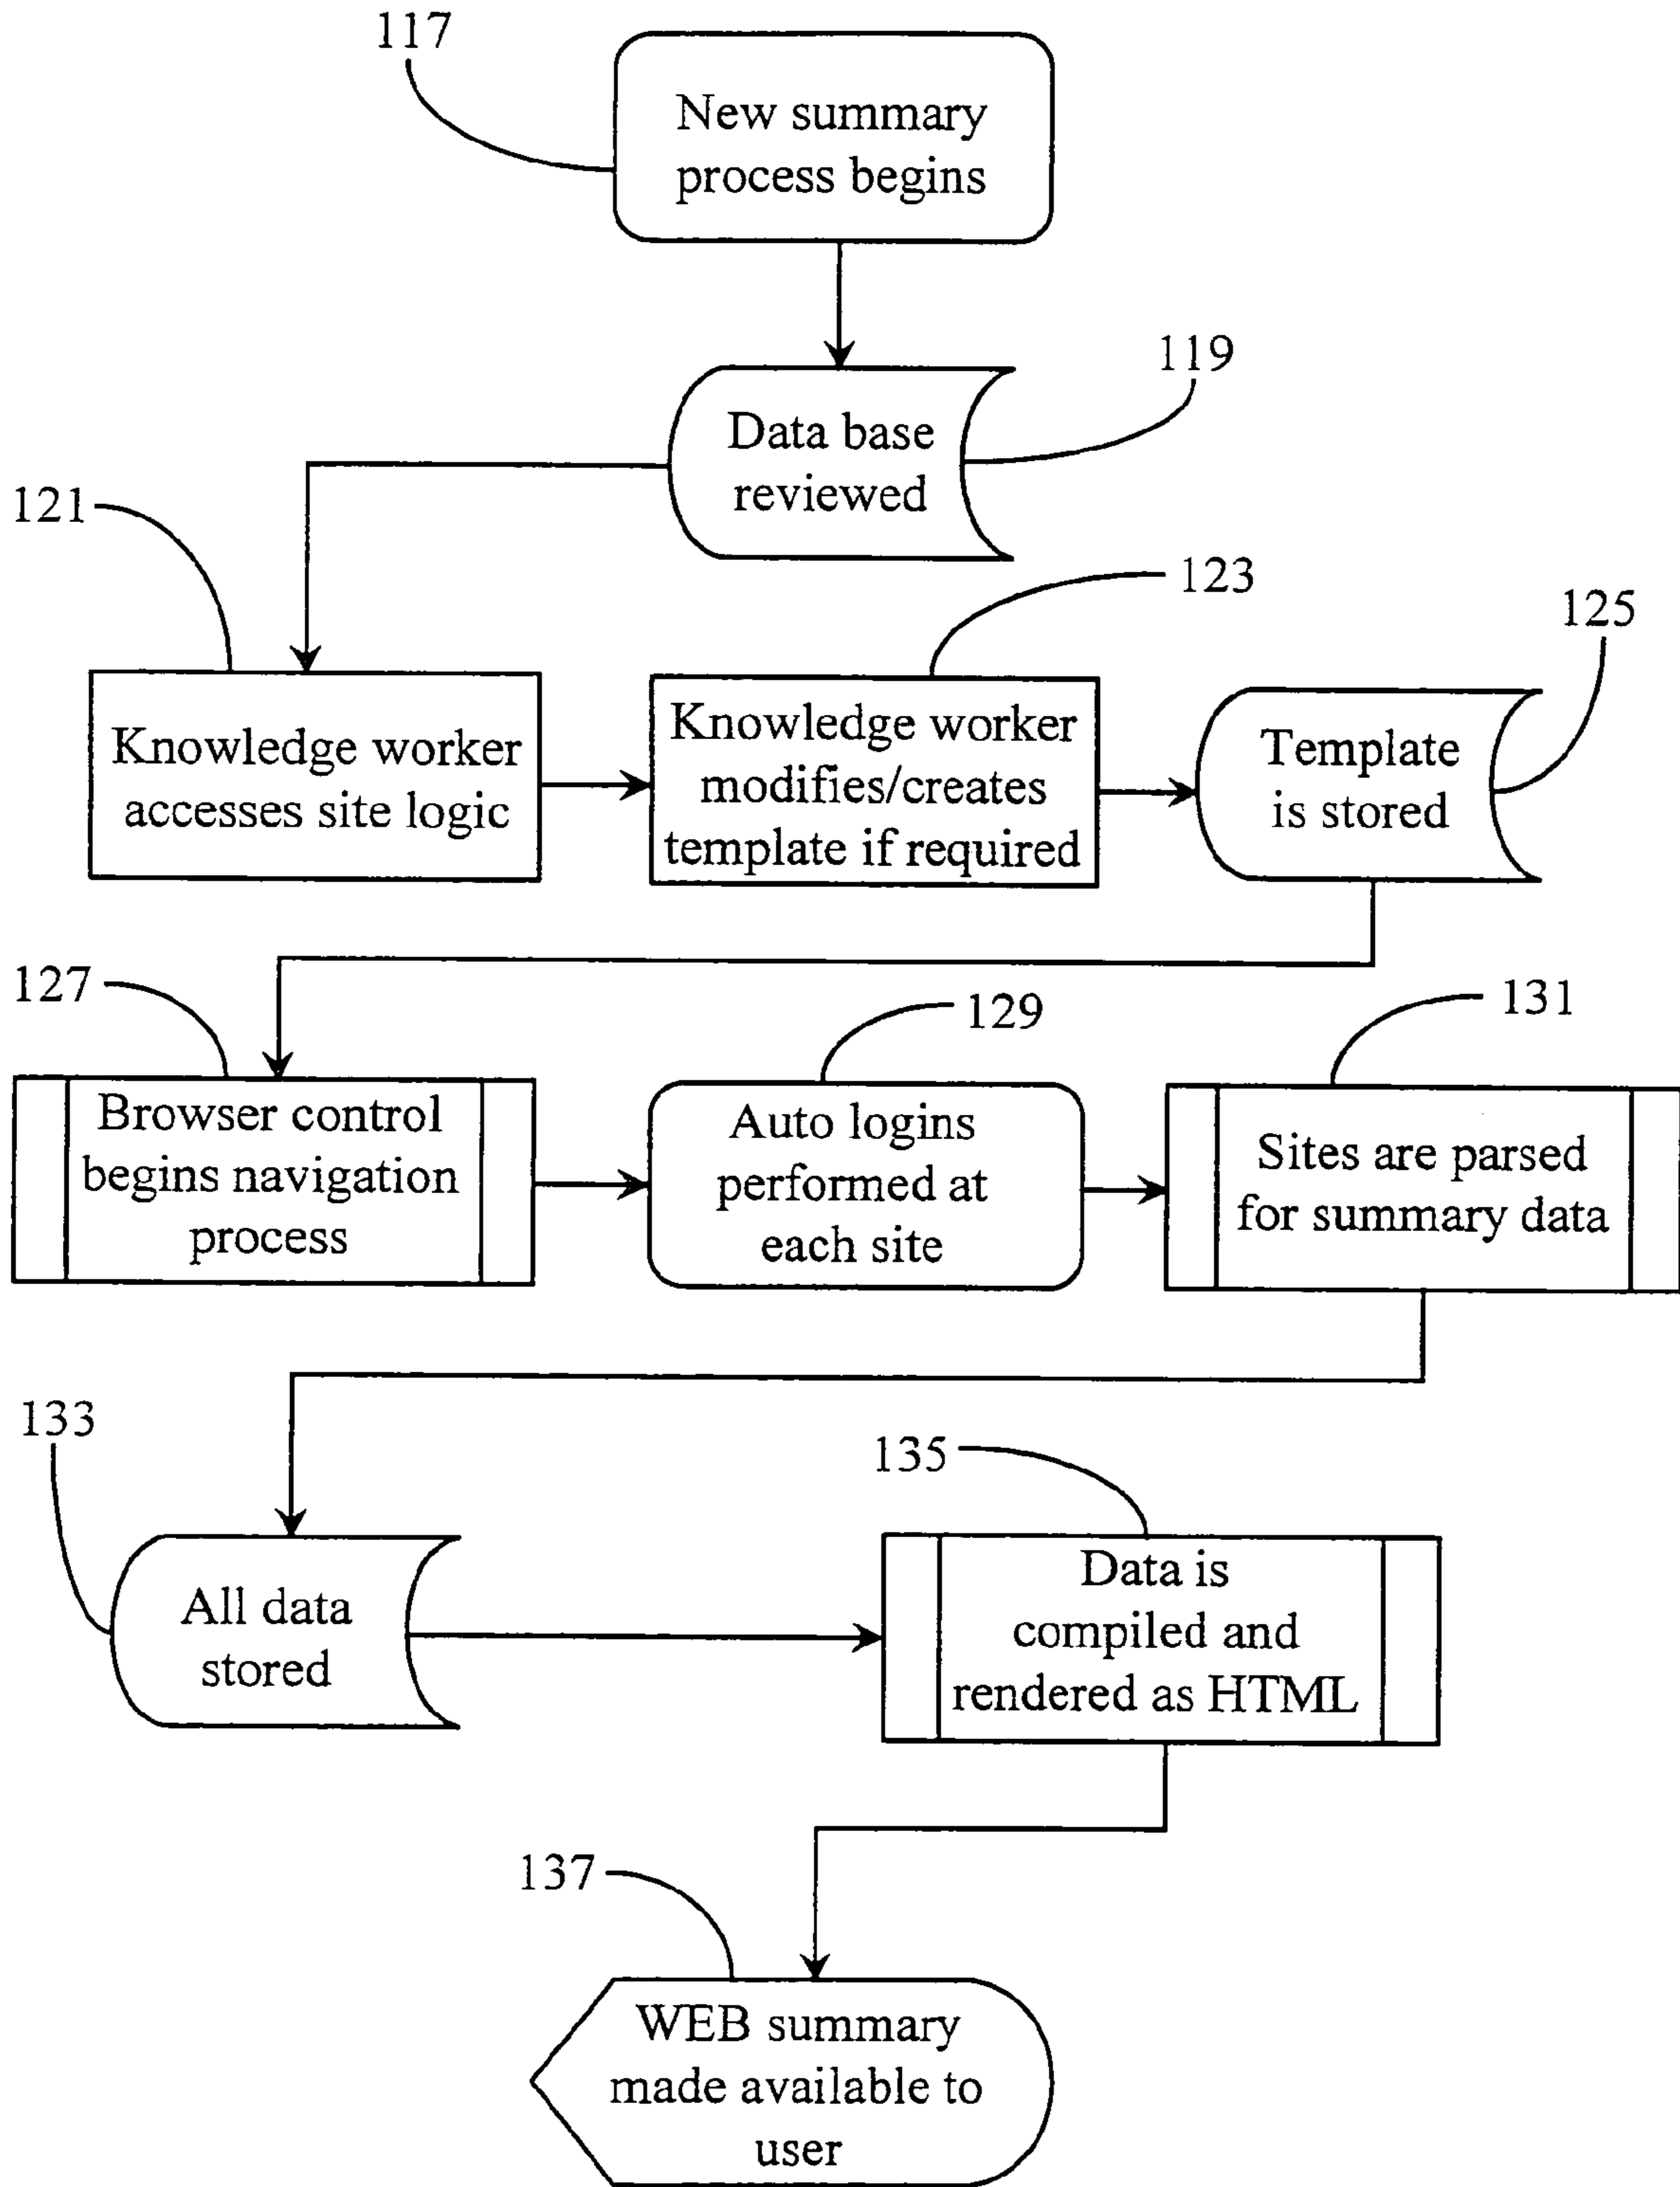 117
New summary
process begins
119
Data base
reviewed
121
123
125
Knowledge worker
accesses site logic
Knowledge worker
modifies/creates
template if required
Template
is stored
127
129
131
Browser control
begins navigation
process
Auto logins
performed at
each site
Sites are parsed
for summary data
133
135
All data
stored
Data is
compiled and
rendered as HTML
137
WEB summary
made available to
user